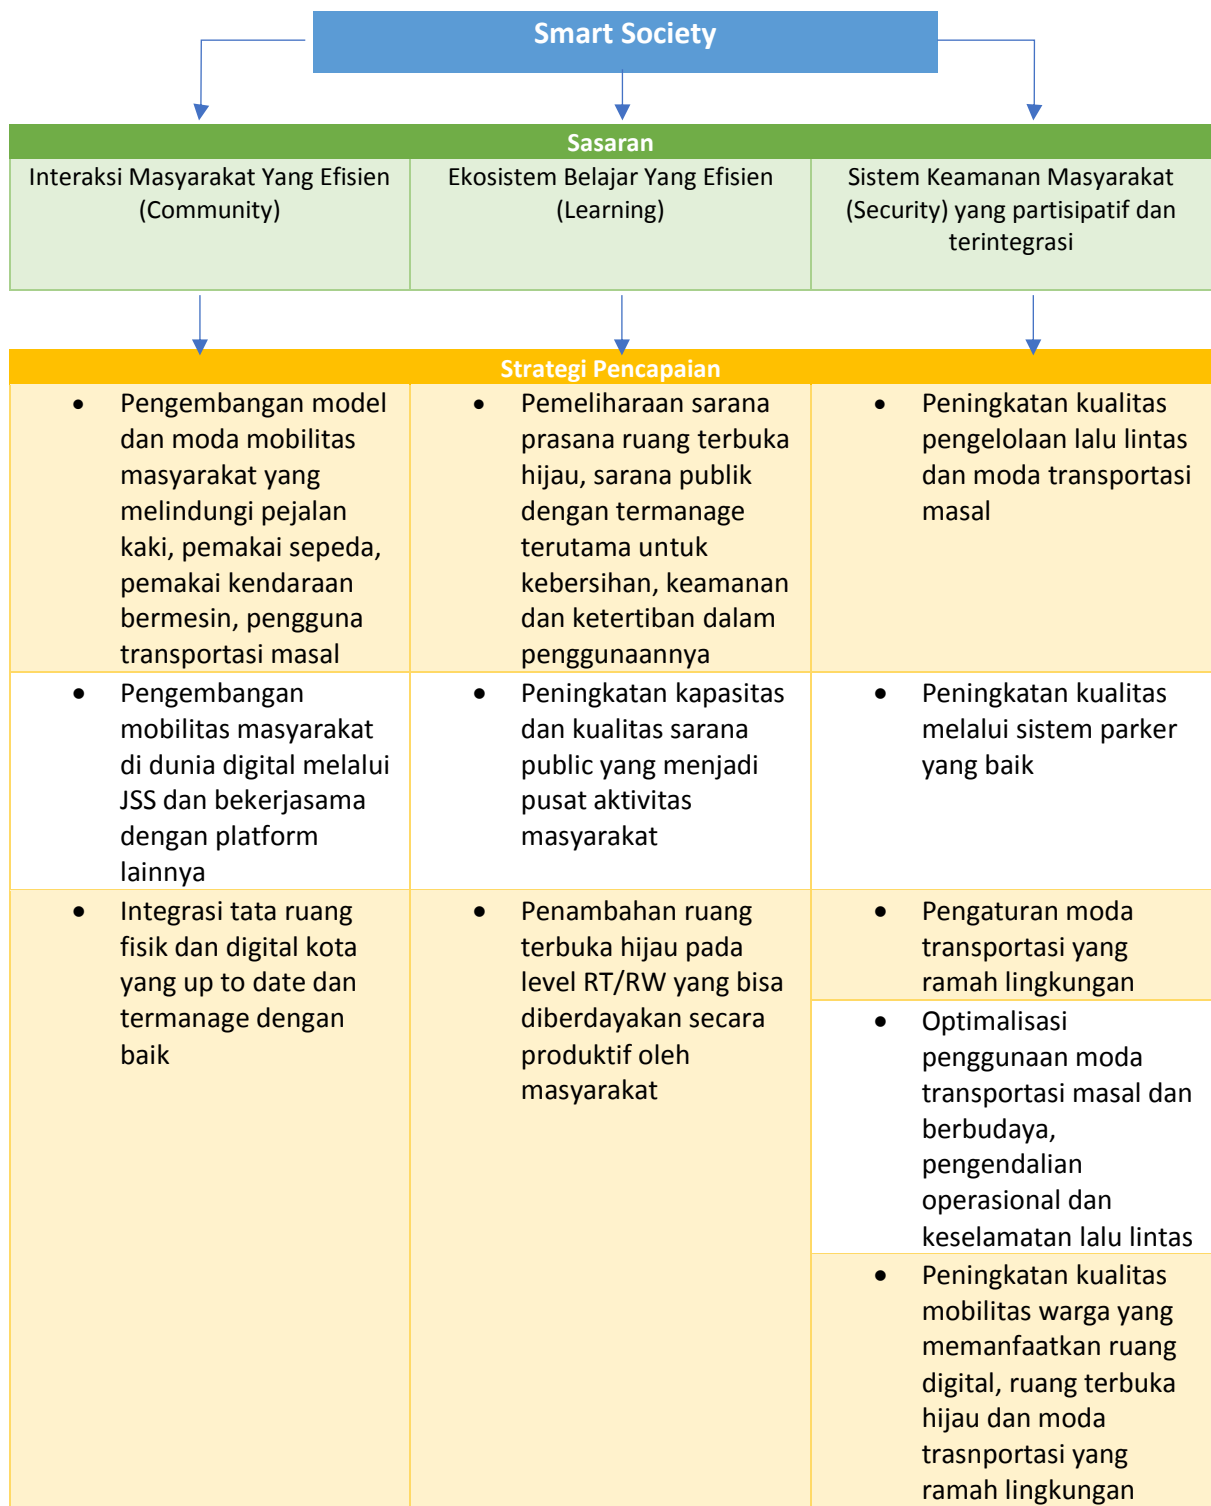 Smart Society
Sasaran
Interaksi Masyarakat Yang Efisien
(Community)
Ekosistem Belajar Yang Efisien
(Learning)
Sistem Keamanan Masyarakat
(Security) yang partisipatif dan
terintegrasi
Strategi Pencapaian
• Pengembangan model
dan moda mobilitas
masyarakat yang
melindungi pejalan
kaki, pemakai sepeda,
pemakai kendaraan
bermesin, pengguna
transportasi masal
• Pemeliharaan sarana
prasana ruang terbuka
hijau, sarana publik
dengan termanage
terutama untuk
kebersihan, keamanan
dan ketertiban dalam
penggunaannya
• Peningkatan kualitas
pengelolaan lalu lintas
dan moda transportasi
masal
• Pengembangan
mobilitas masyarakat
di dunia digital melalui
JSS dan bekerjasama
dengan platform
lainnya
• Peningkatan kapasitas
dan kualitas sarana
public yang menjadi
pusat aktivitas
masyarakat
• Peningkatan kualitas
melalui sistem parker
yang baik
• Integrasi tata ruang
fisik dan digital kota
yang up to date dan
termanage dengan
baik
• Penambahan ruang
terbuka hijau pada
level RT/RW yang bisa
diberdayakan secara
produktif oleh
masyarakat
• Pengaturan moda
transportasi yang
ramah lingkungan
• Optimalisasi
penggunaan moda
transportasi masal dan
berbudaya,
pengendalian
operasional dan
keselamatan lalu lintas
• Peningkatan kualitas
mobilitas warga yang
memanfaatkan ruang
digital, ruang terbuka
hijau dan moda
trasnportasi yang
ramah lingkungan